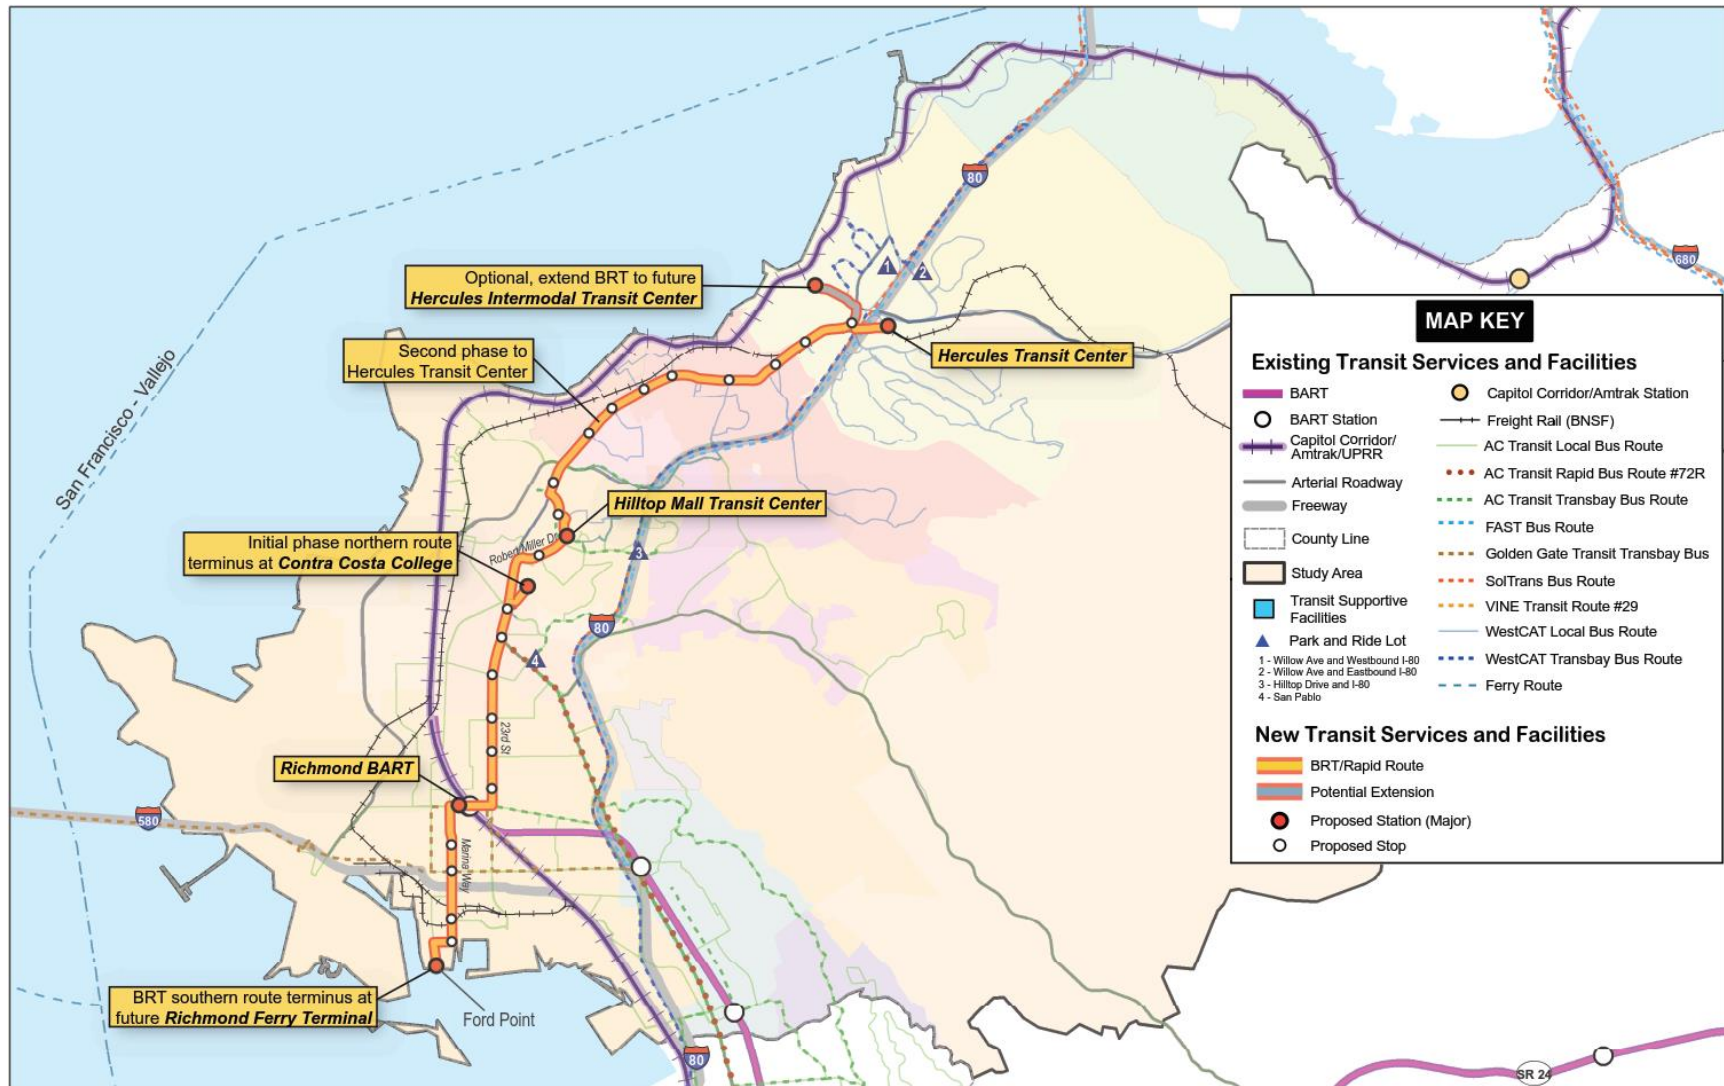 80
680
Optional, extend BRT to future
Hercules Intermodal Transit Center
1
2
Second phase to
Hercules Transit Center
Hercules Transit Center
San Francisco - Vallejo
Hilltop Mall Transit Center
Initial phase northern route
terminus at Contra Costa College
Robert Miller Dr
3
80
4
23rd St
Richmond BART
580
Marina Way
BRT southern route terminus at
future Richmond Ferry Terminal
Ford Point
80
SR 24
MAP KEY
Existing Transit Services and Facilities
BART
BART Station
Capitol Corridor/
Amtrak/UPRR
Arterial Roadway
Freeway
County Line
Study Area
Transit Supportive
Facilities
Park and Ride Lot
1 - Willow Ave and Westbound I-80
2 - Willow Ave and Eastbound I-80
3 - Hilltop Drive and I-80
4 - San Pablo
Capitol Corridor/Amtrak Station
Freight Rail (BNSF)
AC Transit Local Bus Route
AC Transit Rapid Bus Route #72R
AC Transit Transbay Bus Route
FAST Bus Route
Golden Gate Transit Transbay Bus
SolTrans Bus Route
VINE Transit Route #29
WestCAT Local Bus Route
WestCAT Transbay Bus Route
Ferry Route
New Transit Services and Facilities
BRT/Rapid Route
Potential Extension
Proposed Station (Major)
Proposed Stop